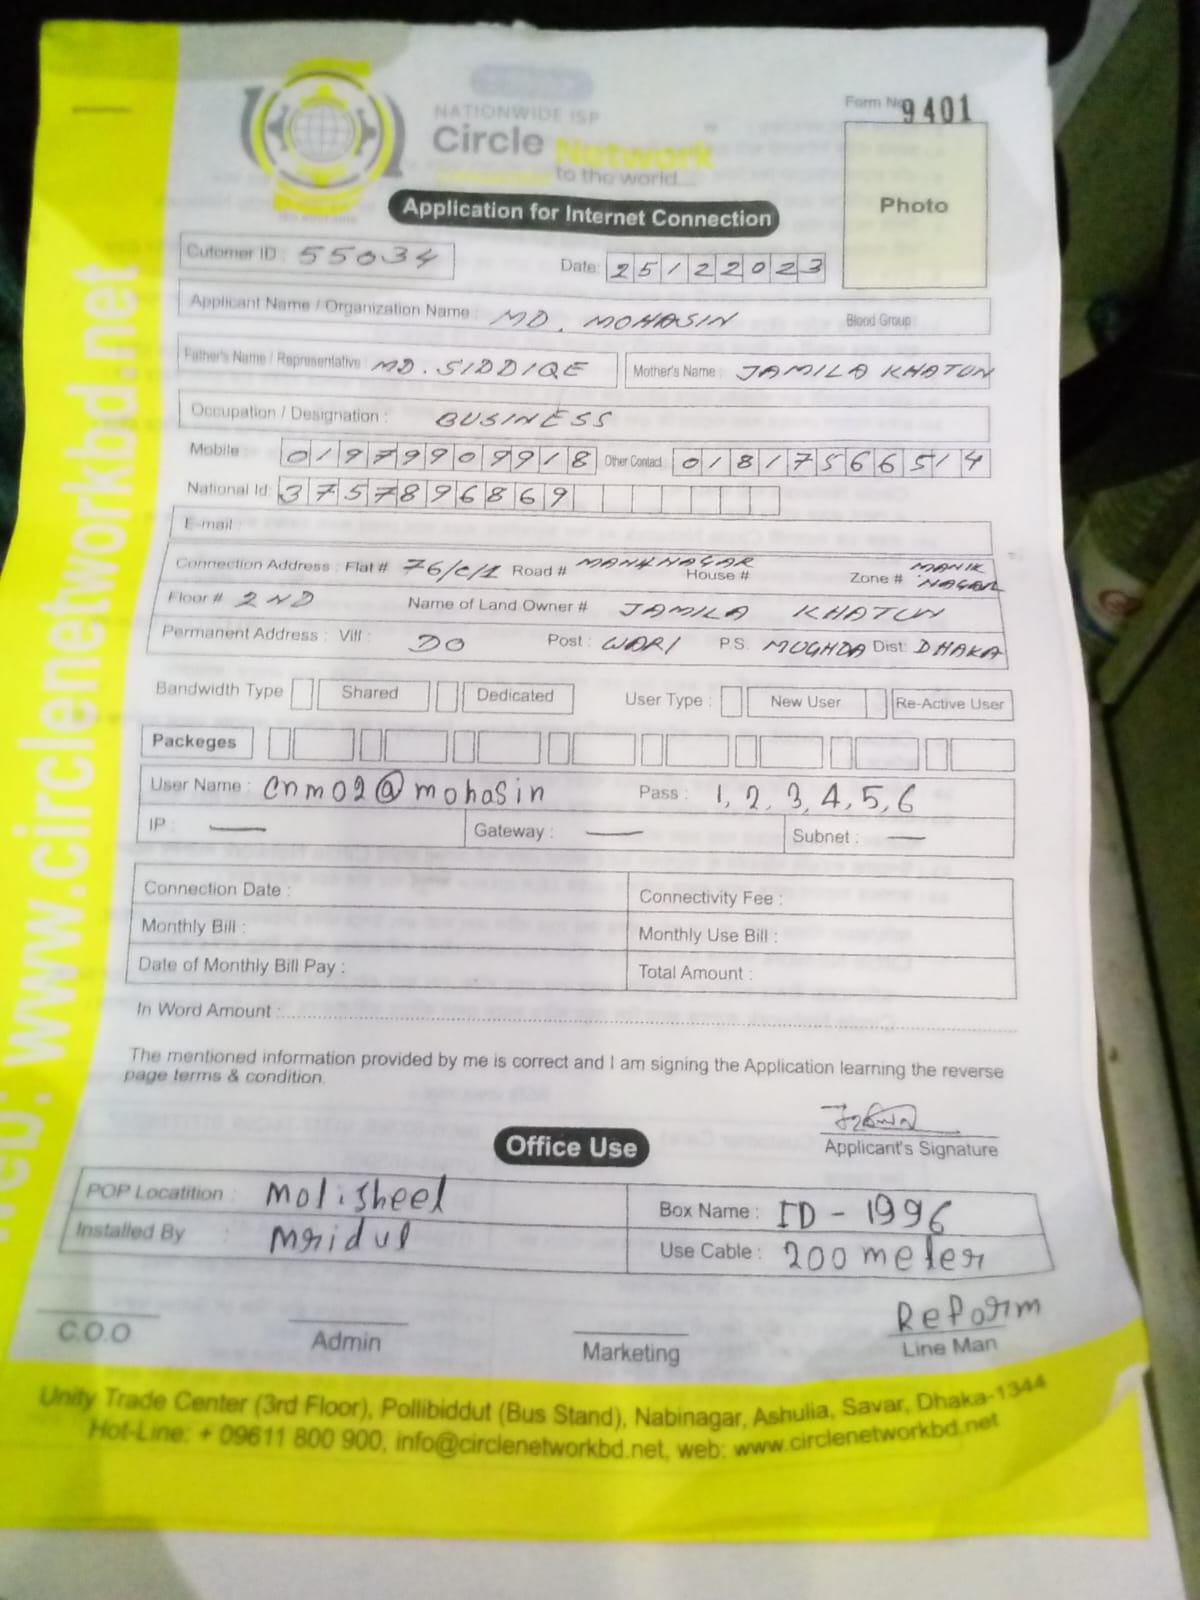 NATIONWIDE ISP
Form No 9401
Circle Network
to the world...
Photo
Application for Internet Connection
Cutomer ID : 55034
Date: 25/122023
Applicant Name / Organization Name : MD. MOHASIN Blood Group
Father's Name / Representative : MD. SIDDIQE Mother's Name : JAMILA KHATUN
Occupation / Designation : BUSINESS
Mobile 01979909918 Other Contact 01817566514
National Id: 3757896869
E-mail :
Connection Address : Flat # 76/C/1 Road # MANIKNAGAR House # Zone # MANIK NAGAR
Floor # 2ND Name of Land Owner # JAMILA KHATUN
Permanent Address : Vill : DO Post : WARI P.S. MUGHDA Dist: DHAKA
Bandwidth Type Shared Dedicated User Type : New User Re-Active User
Packeges
User Name : cnm02@mohasin Pass : 1,2,3,4,5,6
IP : — Gateway : — Subnet : —
Connection Date : Connectivity Fee :
Monthly Bill : Monthly Use Bill :
Date of Monthly Bill Pay : Total Amount :
In Word Amount :
The mentioned information provided by me is correct and I am signing the Application learning the reverse
page terms & condition.
Office Use Applicant's Signature
POP Locatition : Motisheel Box Name : ID - 1996
Installed By : Mridul Use Cable : 200 meter
Reform
C.O.O Admin Marketing Line Man
Unity Trade Center (3rd Floor), Pollibiddut (Bus Stand), Nabinagar, Ashulia, Savar, Dhaka-1344
Hot-Line: + 09611 800 900, info@circlenetworkbd.net, web: www.circlenetworkbd.net
Web: www.circlenetworkbd.net